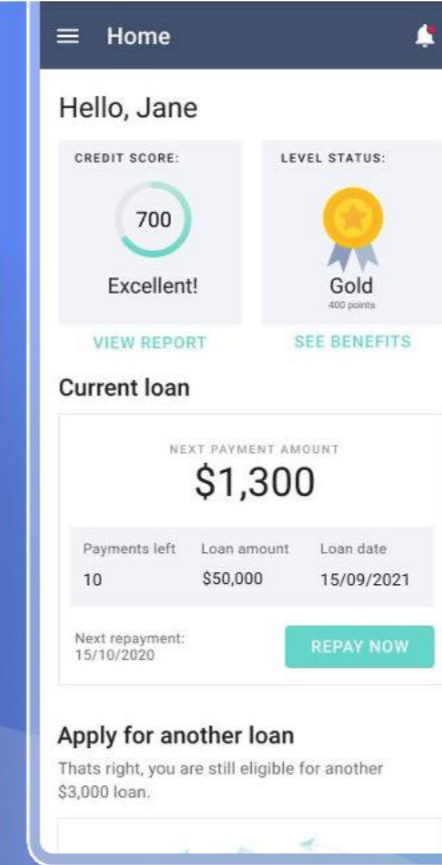 Home
Hello, Jane
CREDIT SCORE:
LEVEL STATUS:
700
Excellent!
Gold
400 points
VIEW REPORT
SEE BENEFITS
Current loan
NEXT PAYMENT AMOUNT
$1,300
Payments left Loan amount Loan date
10 $50,000 15/09/2021
Next repayment:
15/10/2020
REPAY NOW
Apply for another loan
Thats right, you are still eligible for another
$3,000 loan.